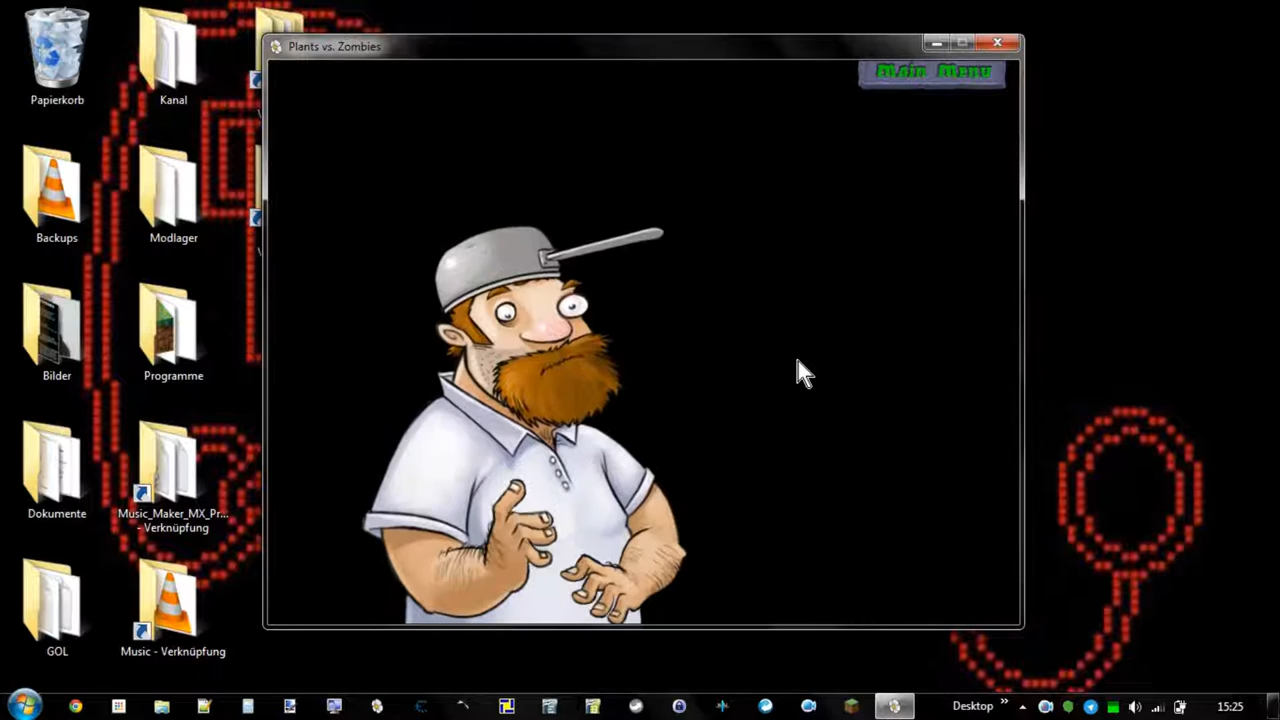 Plants vs. Zombies
Main Menu
Papierkorb
Kanal
Backups
Modlager
Bilder
Programme
Dokumente
Music_Maker_MX_Pr...
- Verknüpfung
GOL
Music - Verknüpfung
Desktop
15:25